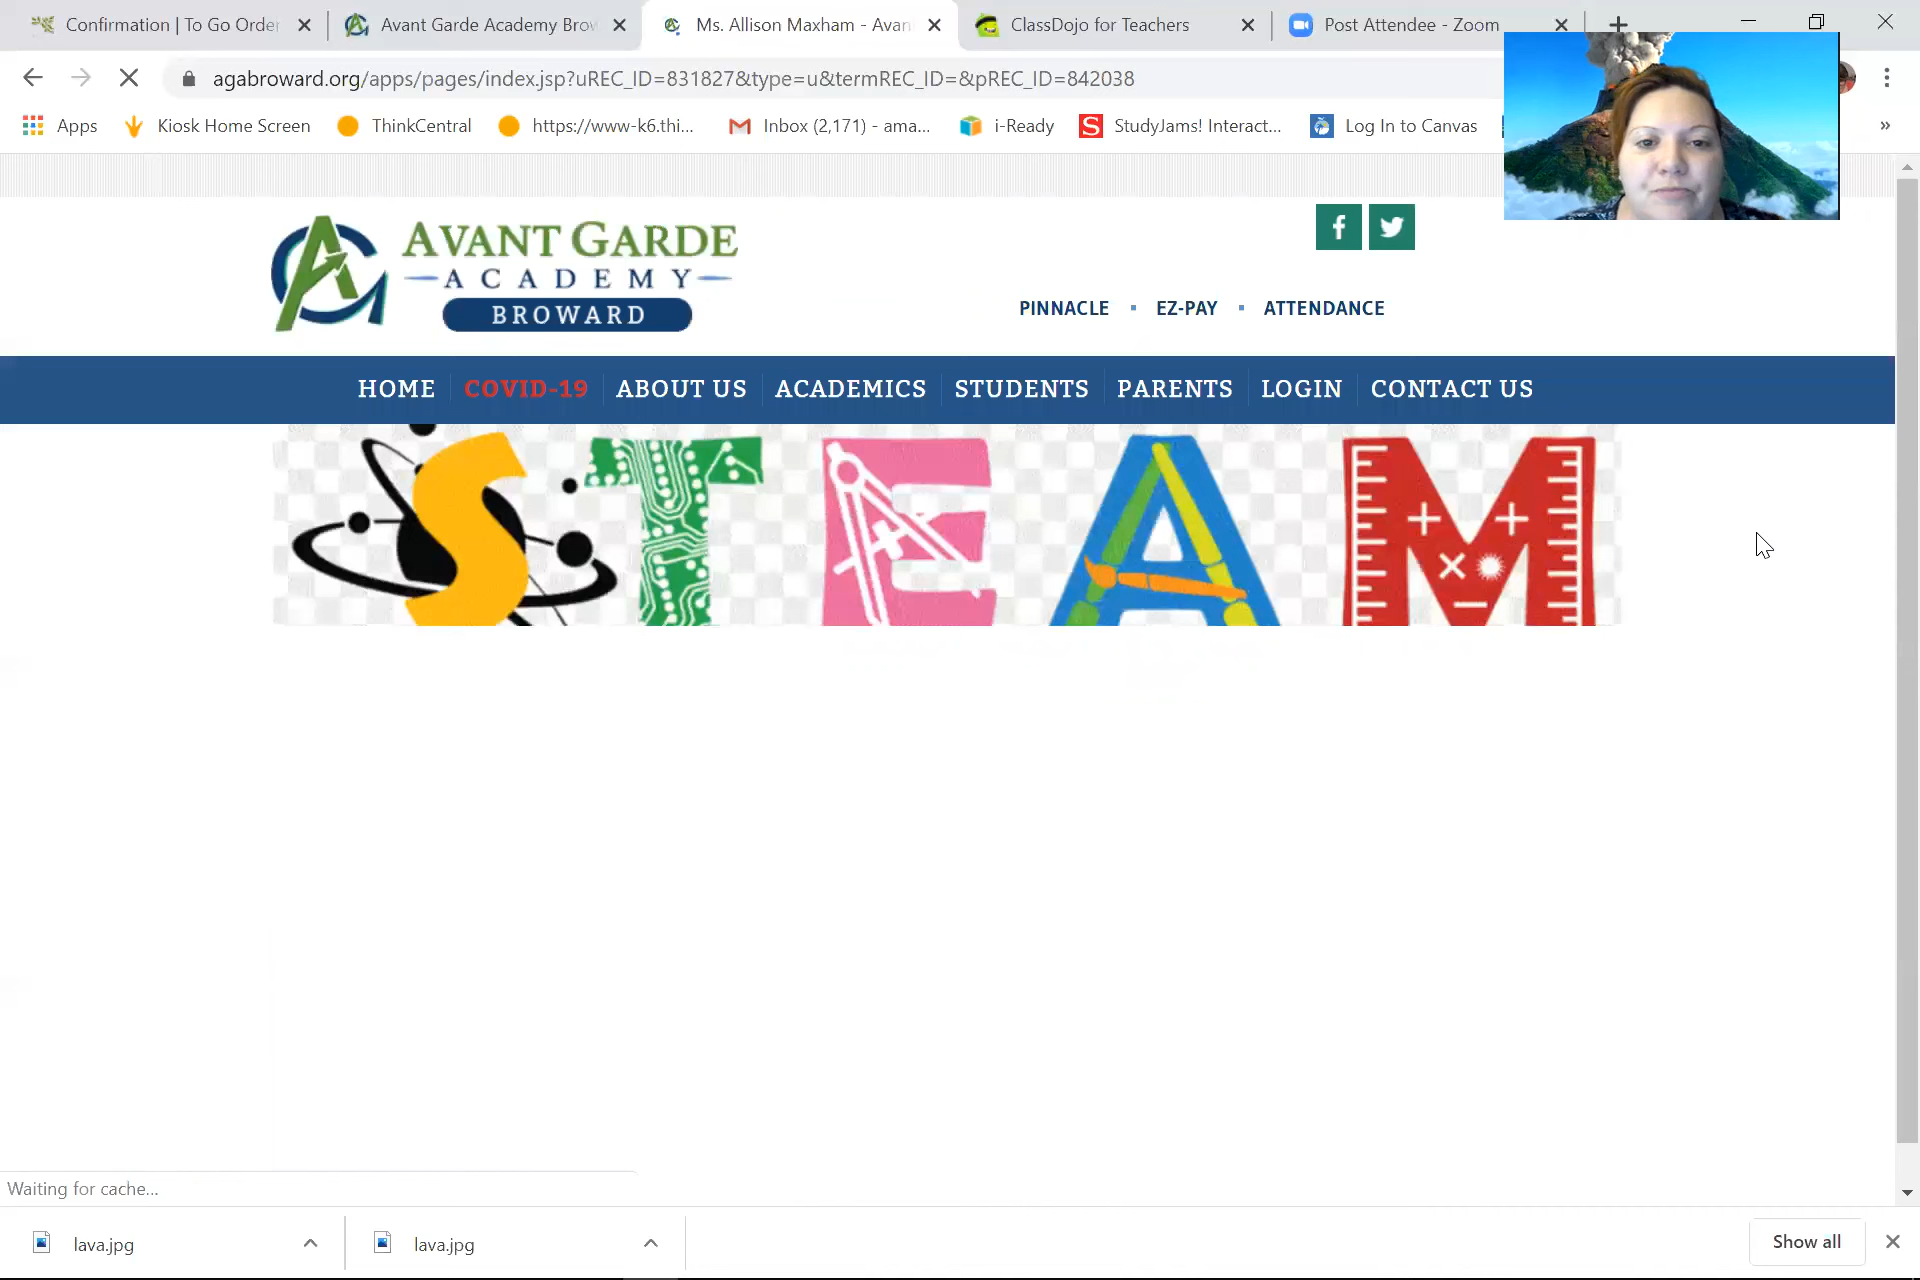 Confirmation | To Go Order
Avant Garde Academy Brow
Ms. Allison Maxham - Avan
ClassDojo for Teachers
Post Attendee - Zoom
agabroward.org/apps/pages/index.jsp?uREC_ID=831827&type=u&termREC_ID=&pREC_ID=842038
Apps
Kiosk Home Screen
ThinkCentral
https://www-k6.thi...
Inbox (2,171) - ama...
i-Ready
StudyJams! Interact...
Log In to Canvas
»
AVANT GARDE
ACADEMY
BROWARD
PINNACLE ▪ EZ-PAY ▪ ATTENDANCE
HOME
COVID-19
ABOUT US
ACADEMICS
STUDENTS
PARENTS
LOGIN
CONTACT US
STEAM
Waiting for cache...
lava.jpg
lava.jpg
Show all